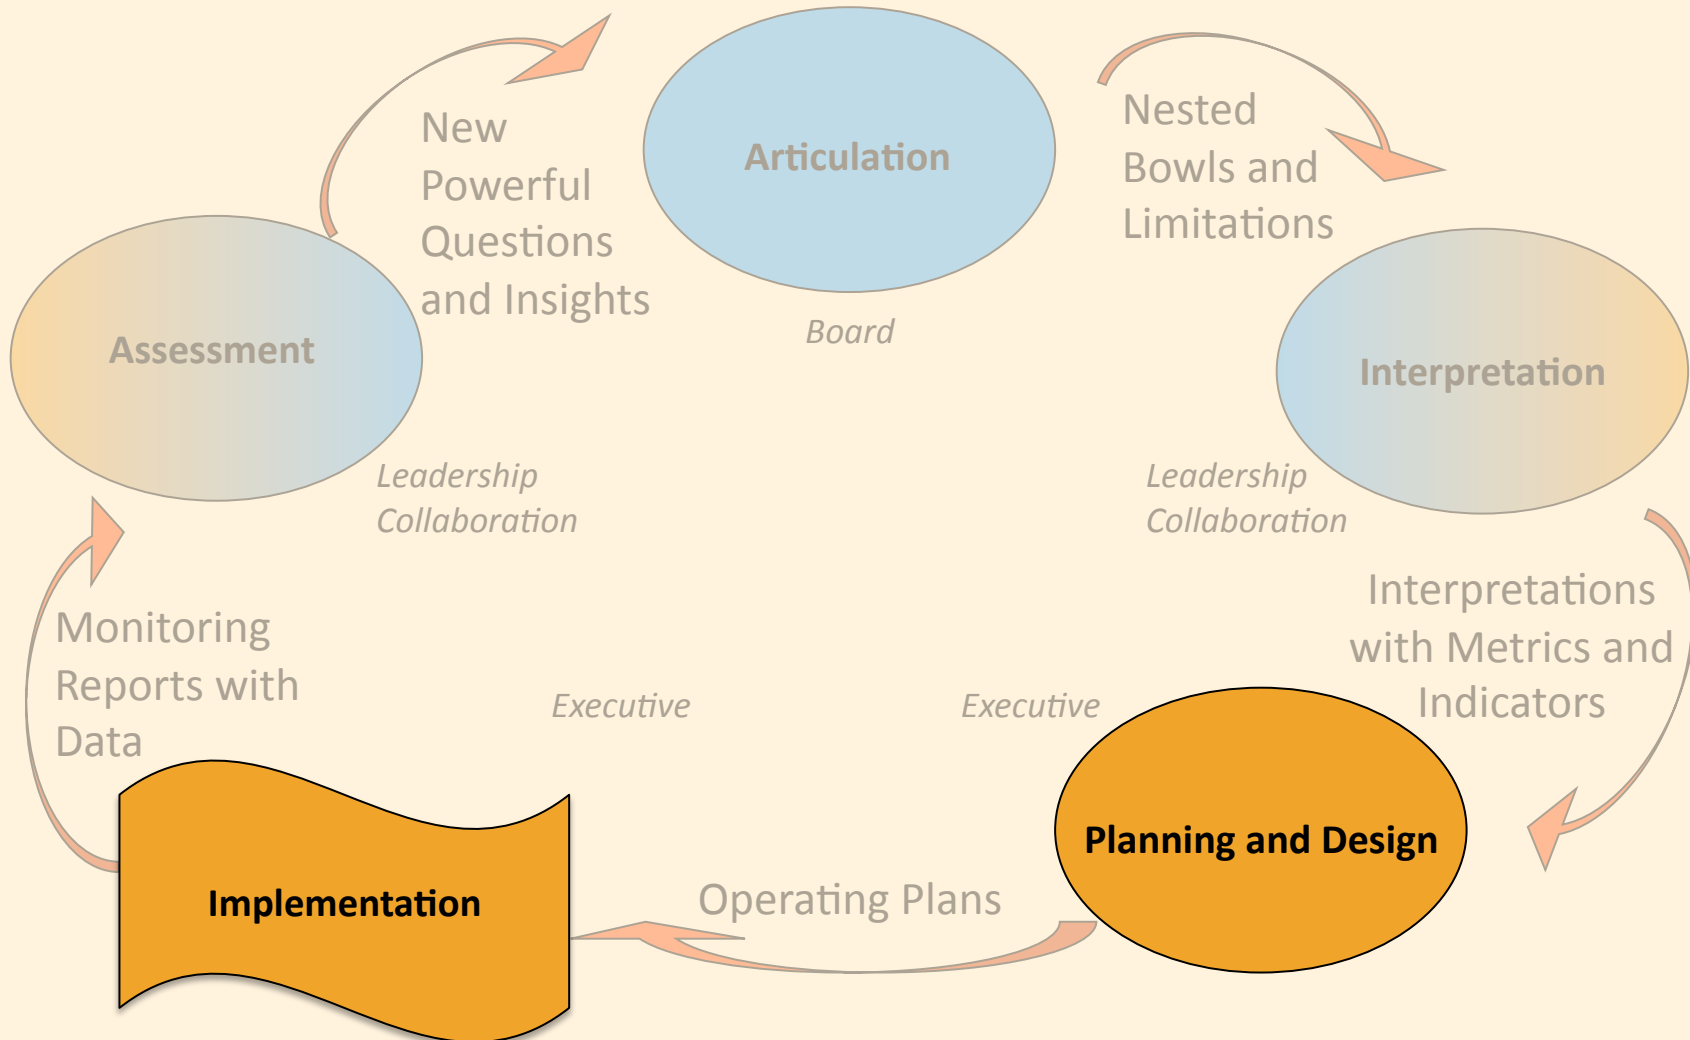 Articulation
Board
Nested
Bowls and
Limitations
Interpretation
Leadership
Collaboration
Interpretations
with Metrics and
Indicators
Planning and Design
Executive
Operating Plans
Implementation
Executive
Monitoring
Reports with
Data
Assessment
Leadership
Collaboration
New
Powerful
Questions
and Insights